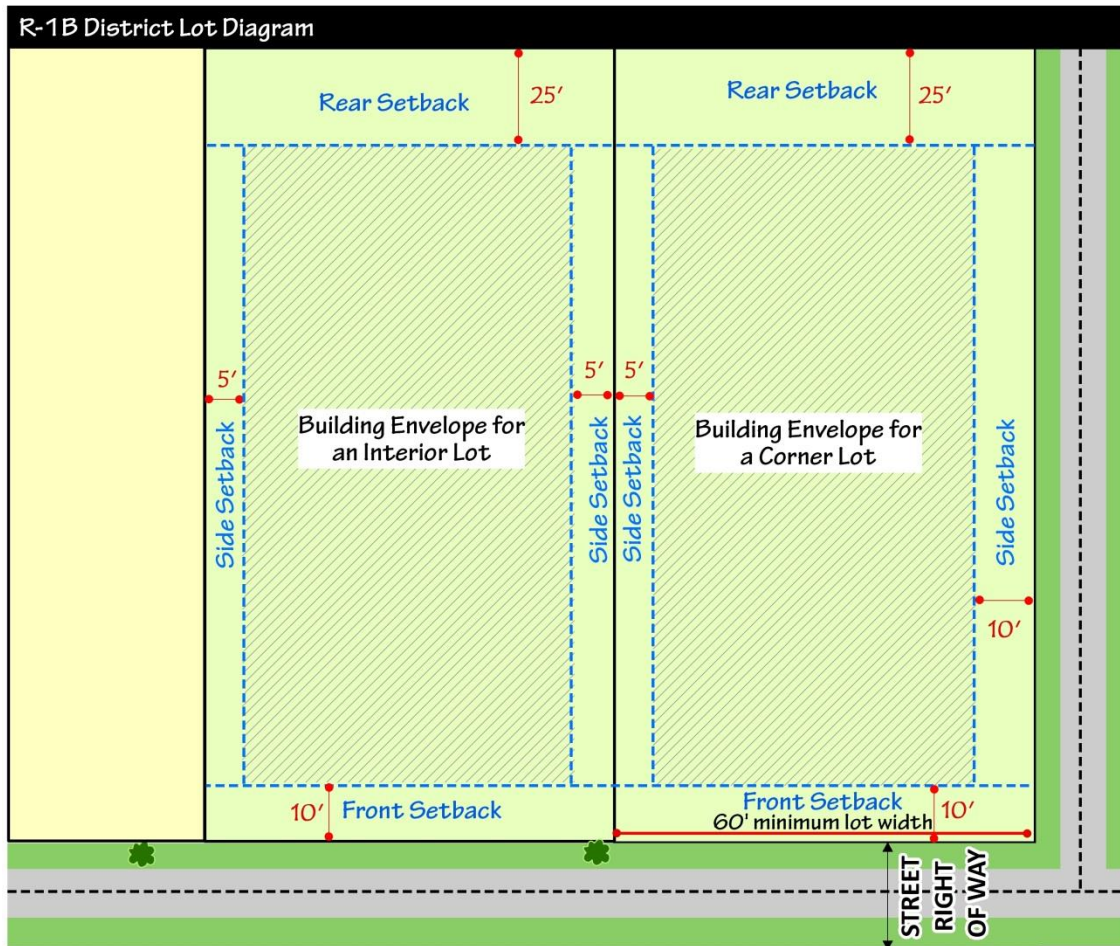 R-1B District Lot Diagram
Rear Setback
25'
Rear Setback
25'
5'
5'
5'
Side Setback
Building Envelope for
an Interior Lot
Side Setback
Side Setback
Building Envelope for
a Corner Lot
Side Setback
10'
10'
Front Setback
Front Setback
10'
60' minimum lot width
STREET
RIGHT
OF WAY